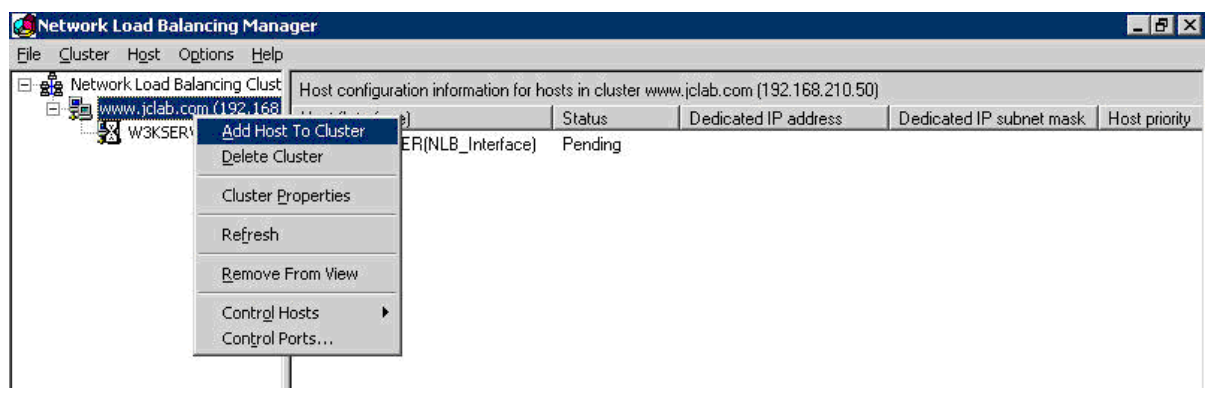 Network Load Balancing Manager
File Cluster Host Options Help
Network Load Balancing Clust
Host configuration information for hosts in cluster www.jclab.com (192.168.210.50)
www.jclab.com (192.168
Status Dedicated IP address Dedicated IP subnet mask Host priority
W3KSERV
ER(NLB_Interface) Pending
Add Host To Cluster
Delete Cluster
Cluster Properties
Refresh
Remove From View
Control Hosts
Control Ports...